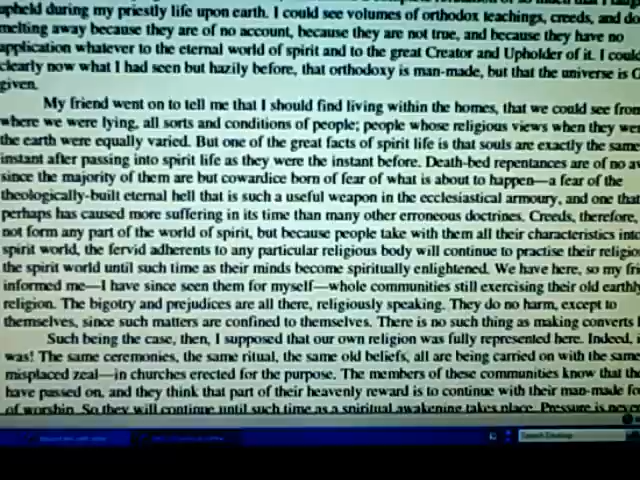 upheld during my priestly life upon earth. I could see volumes of orthodox teachings, creeds, and
melting away because they are of no account, because they are not true, and because they have no
application whatever to the eternal world of spirit and to the great Creator and Upholder of it. I could
clearly now what I had seen but hazily before, that orthodoxy is man-made, but that the universe is
given.
My friend went on to tell me that I should find living within the homes, that we could see from
where we were lying, all sorts and conditions of people; people whose religious views when they
the earth were equally varied. But one of the great facts of spirit life is that souls are exactly the same
instant after passing into spirit life as they were the instant before. Death-bed repentances are of no
since the majority of them are but cowardice born of fear of what is about to happen—a fear of the
theologically-built eternal hell that is such a useful weapon in the ecclesiastical armoury, and one that
perhaps has caused more suffering in its time than many other erroneous doctrines. Creeds, therefore,
not form any part of the world of spirit, but because people take with them all their characteristics into
spirit world, the fervid adherents to any particular religious body will continue to practise their
the spirit world until such time as their minds become spiritually enlightened. We have here, so my
informed me—I have since seen them for myself—whole communities still exercising their old
religion. The bigotry and prejudices are all there, religiously speaking. They do no harm, except to
themselves, since such matters are confined to themselves. There is no such thing as making converts
Such being the case, then, I supposed that our own religion was fully represented here. Indeed,
was! The same ceremonies, the same ritual, the same old beliefs, all are being carried on with the same
misplaced zeal—in churches erected for the purpose. The members of these communities know that
have passed on, and they think that part of their heavenly reward is to continue with their man-made
of worship. So they will continue until such time as a spiritual awakening takes place. Pressure is